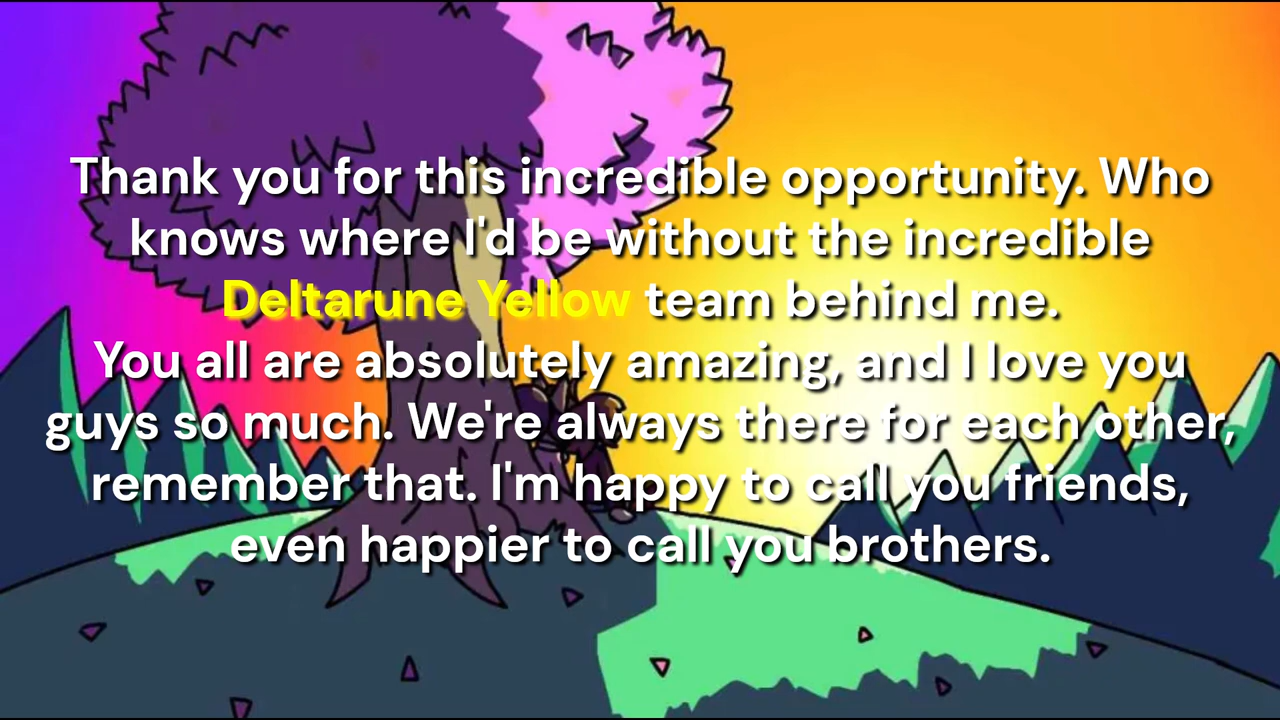 Thank you for this incredible opportunity. Who
knows where I'd be without the incredible
Deltarune Yellow team behind me.
You all are absolutely amazing, and I love you
guys so much. We're always there for each other,
remember that. I'm happy to call you friends,
even happier to call you brothers.